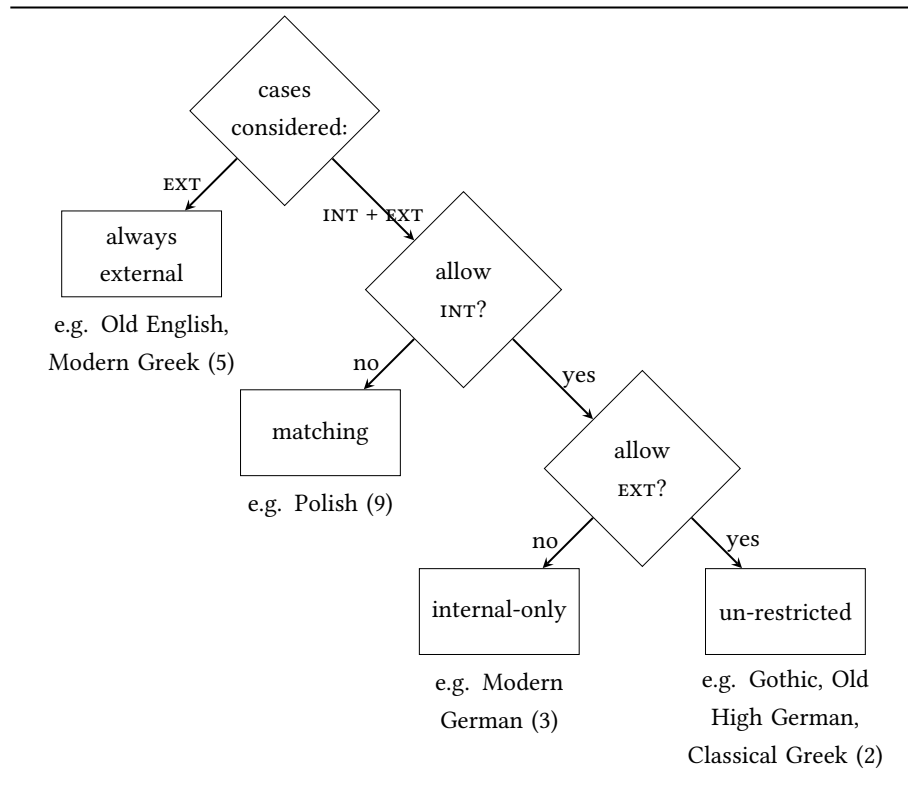 cases
considered:
EXT
INT + EXT
always
external
e.g. Old English,
Modern Greek (5)
allow
INT?
no
yes
matching
e.g. Polish (9)
allow
EXT?
no
yes
internal-only
e.g. Modern
German (3)
un-restricted
e.g. Gothic, Old
High German,
Classical Greek (2)